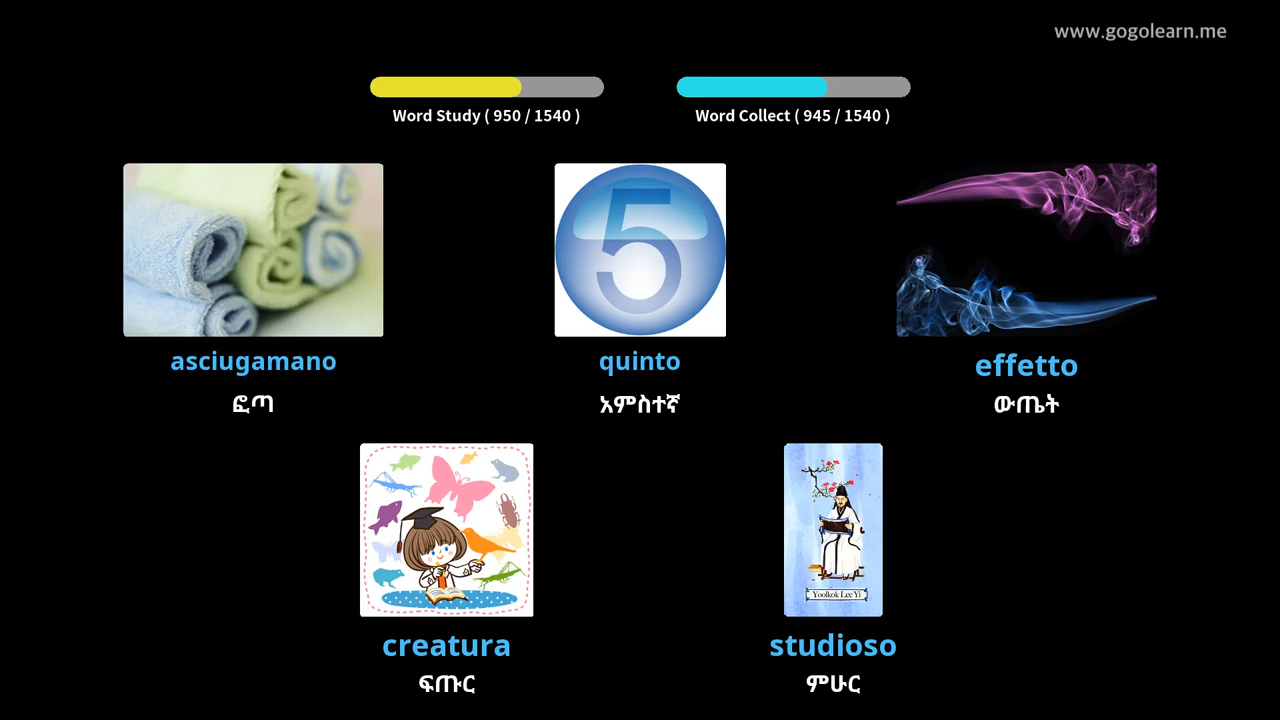 www.gogolearn.me
Word Study ( 950 / 1540 )
Word Collect ( 945 / 1540 )
5
asciugamano
quinto
effetto
ፎጣ
አምስተኛ
ውጤት
Yoolkok Lee Yi
creatura
studioso
ፍጡር
ምሁር